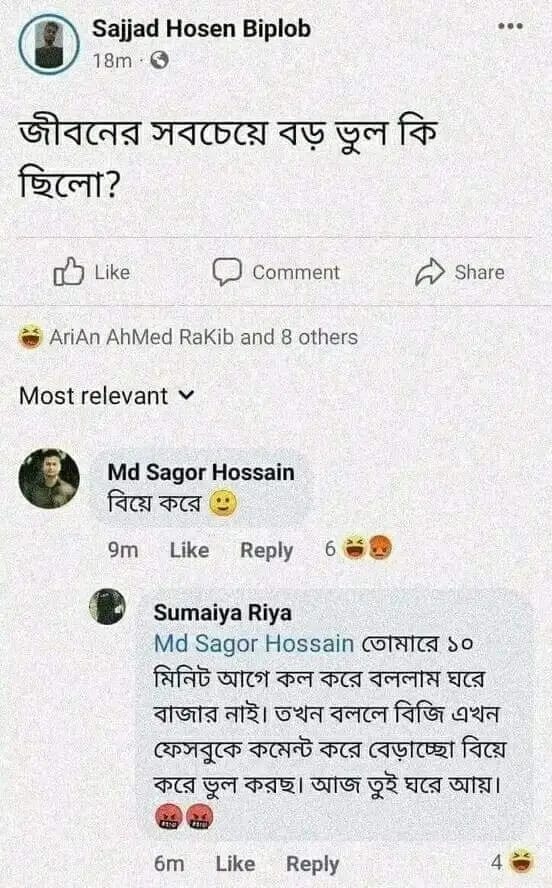 Sajjad Hosen Biplob
18m ·
জীবনের সবচেয়ে বড় ভুল কি
ছিলো?
Like Comment Share
AriAn AhMed RaKib and 8 others
Most relevant
Md Sagor Hossain
বিয়ে করে 🙂
9m Like Reply 6
Sumaiya Riya
Md Sagor Hossain তোমারে ১০
মিনিট আগে কল করে বললাম ঘরে
বাজার নাই। তখন বললে বিজি এখন
ফেসবুকে কমেন্ট করে বেড়াচ্ছো বিয়ে
করে ভুল করছ। আজ তুই ঘরে আয়।
🤬🤬
6m Like Reply 4